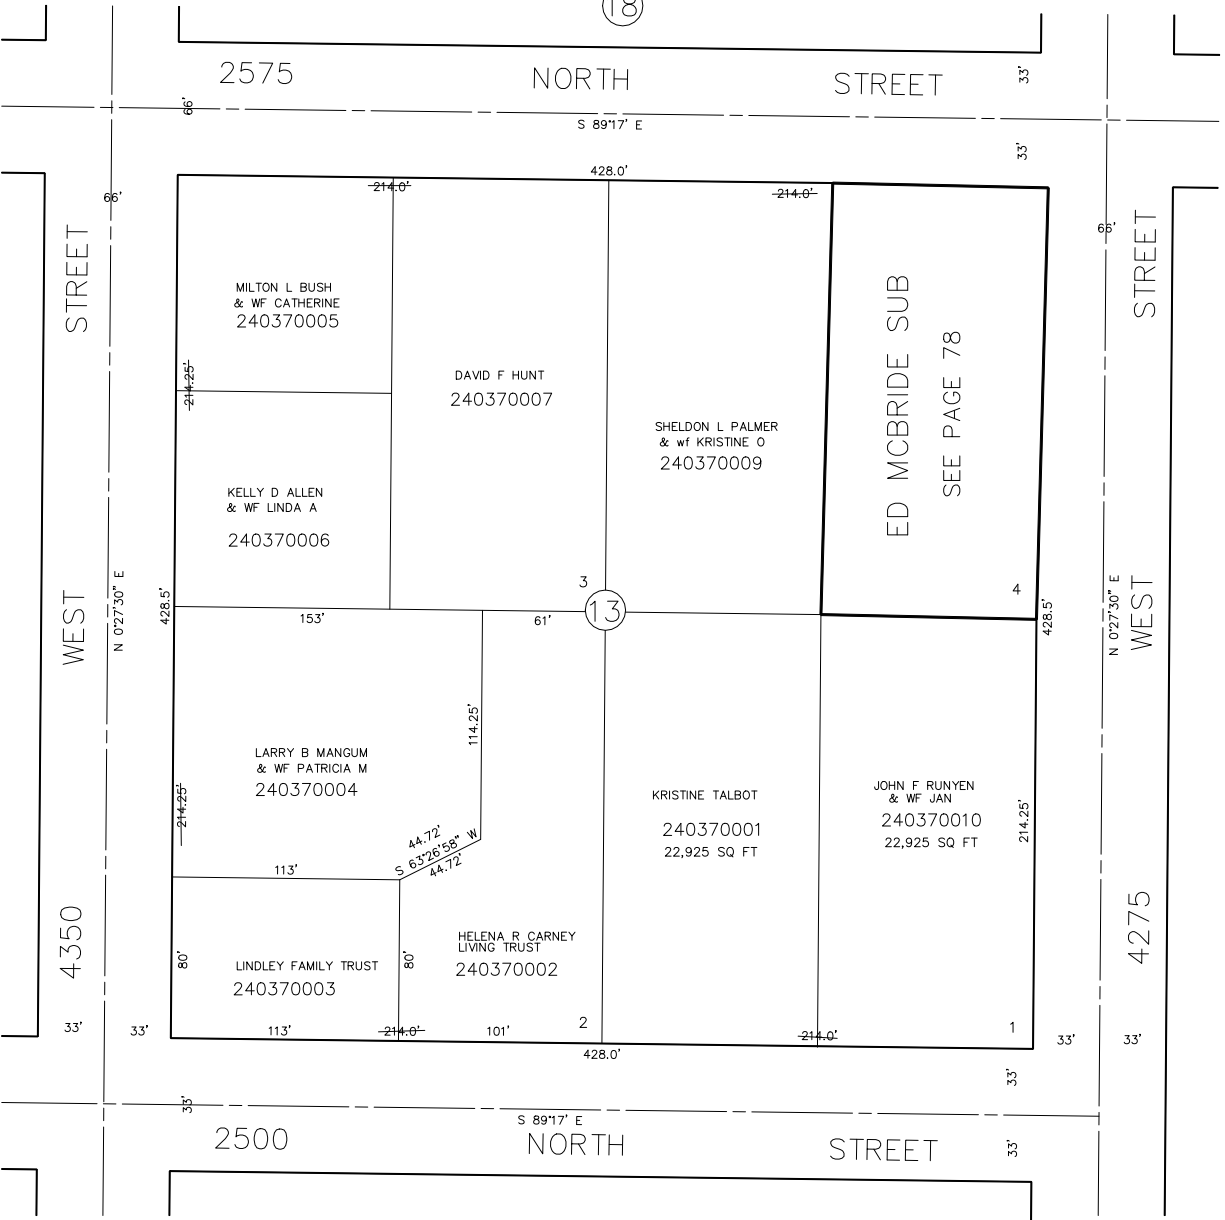 18
2575 NORTH STREET
33'
66'
S 89°17' E
33'
428.0'
214.0'
214.0'
66'
66'
STREET
STREET
MILTON L BUSH
& WF CATHERINE
240370005
214.25'
DAVID F HUNT
240370007
SHELDON L PALMER
& wf KRISTINE O
240370009
ED MCBRIDE SUB
SEE PAGE 78
KELLY D ALLEN
& WF LINDA A
240370006
WEST
N 0°27'30" E
428.5'
3
13
4
428.5'
N 0°27'30" E
WEST
153'
61'
114.25'
LARRY B MANGUM
& WF PATRICIA M
240370004
214.25'
44.72'
S 63°26'58" W
44.72'
113'
KRISTINE TALBOT
240370001
22,925 SQ FT
JOHN F RUNYEN
& WF JAN
240370010
22,925 SQ FT
214.25'
4350
4275
80'
LINDLEY FAMILY TRUST
240370003
80'
HELENA R CARNEY
LIVING TRUST
240370002
33'
33'
113'
214.0'
101'
2
428.0'
214.0'
1
33'
33'
33'
33'
S 89°17' E
2500 NORTH STREET
33'